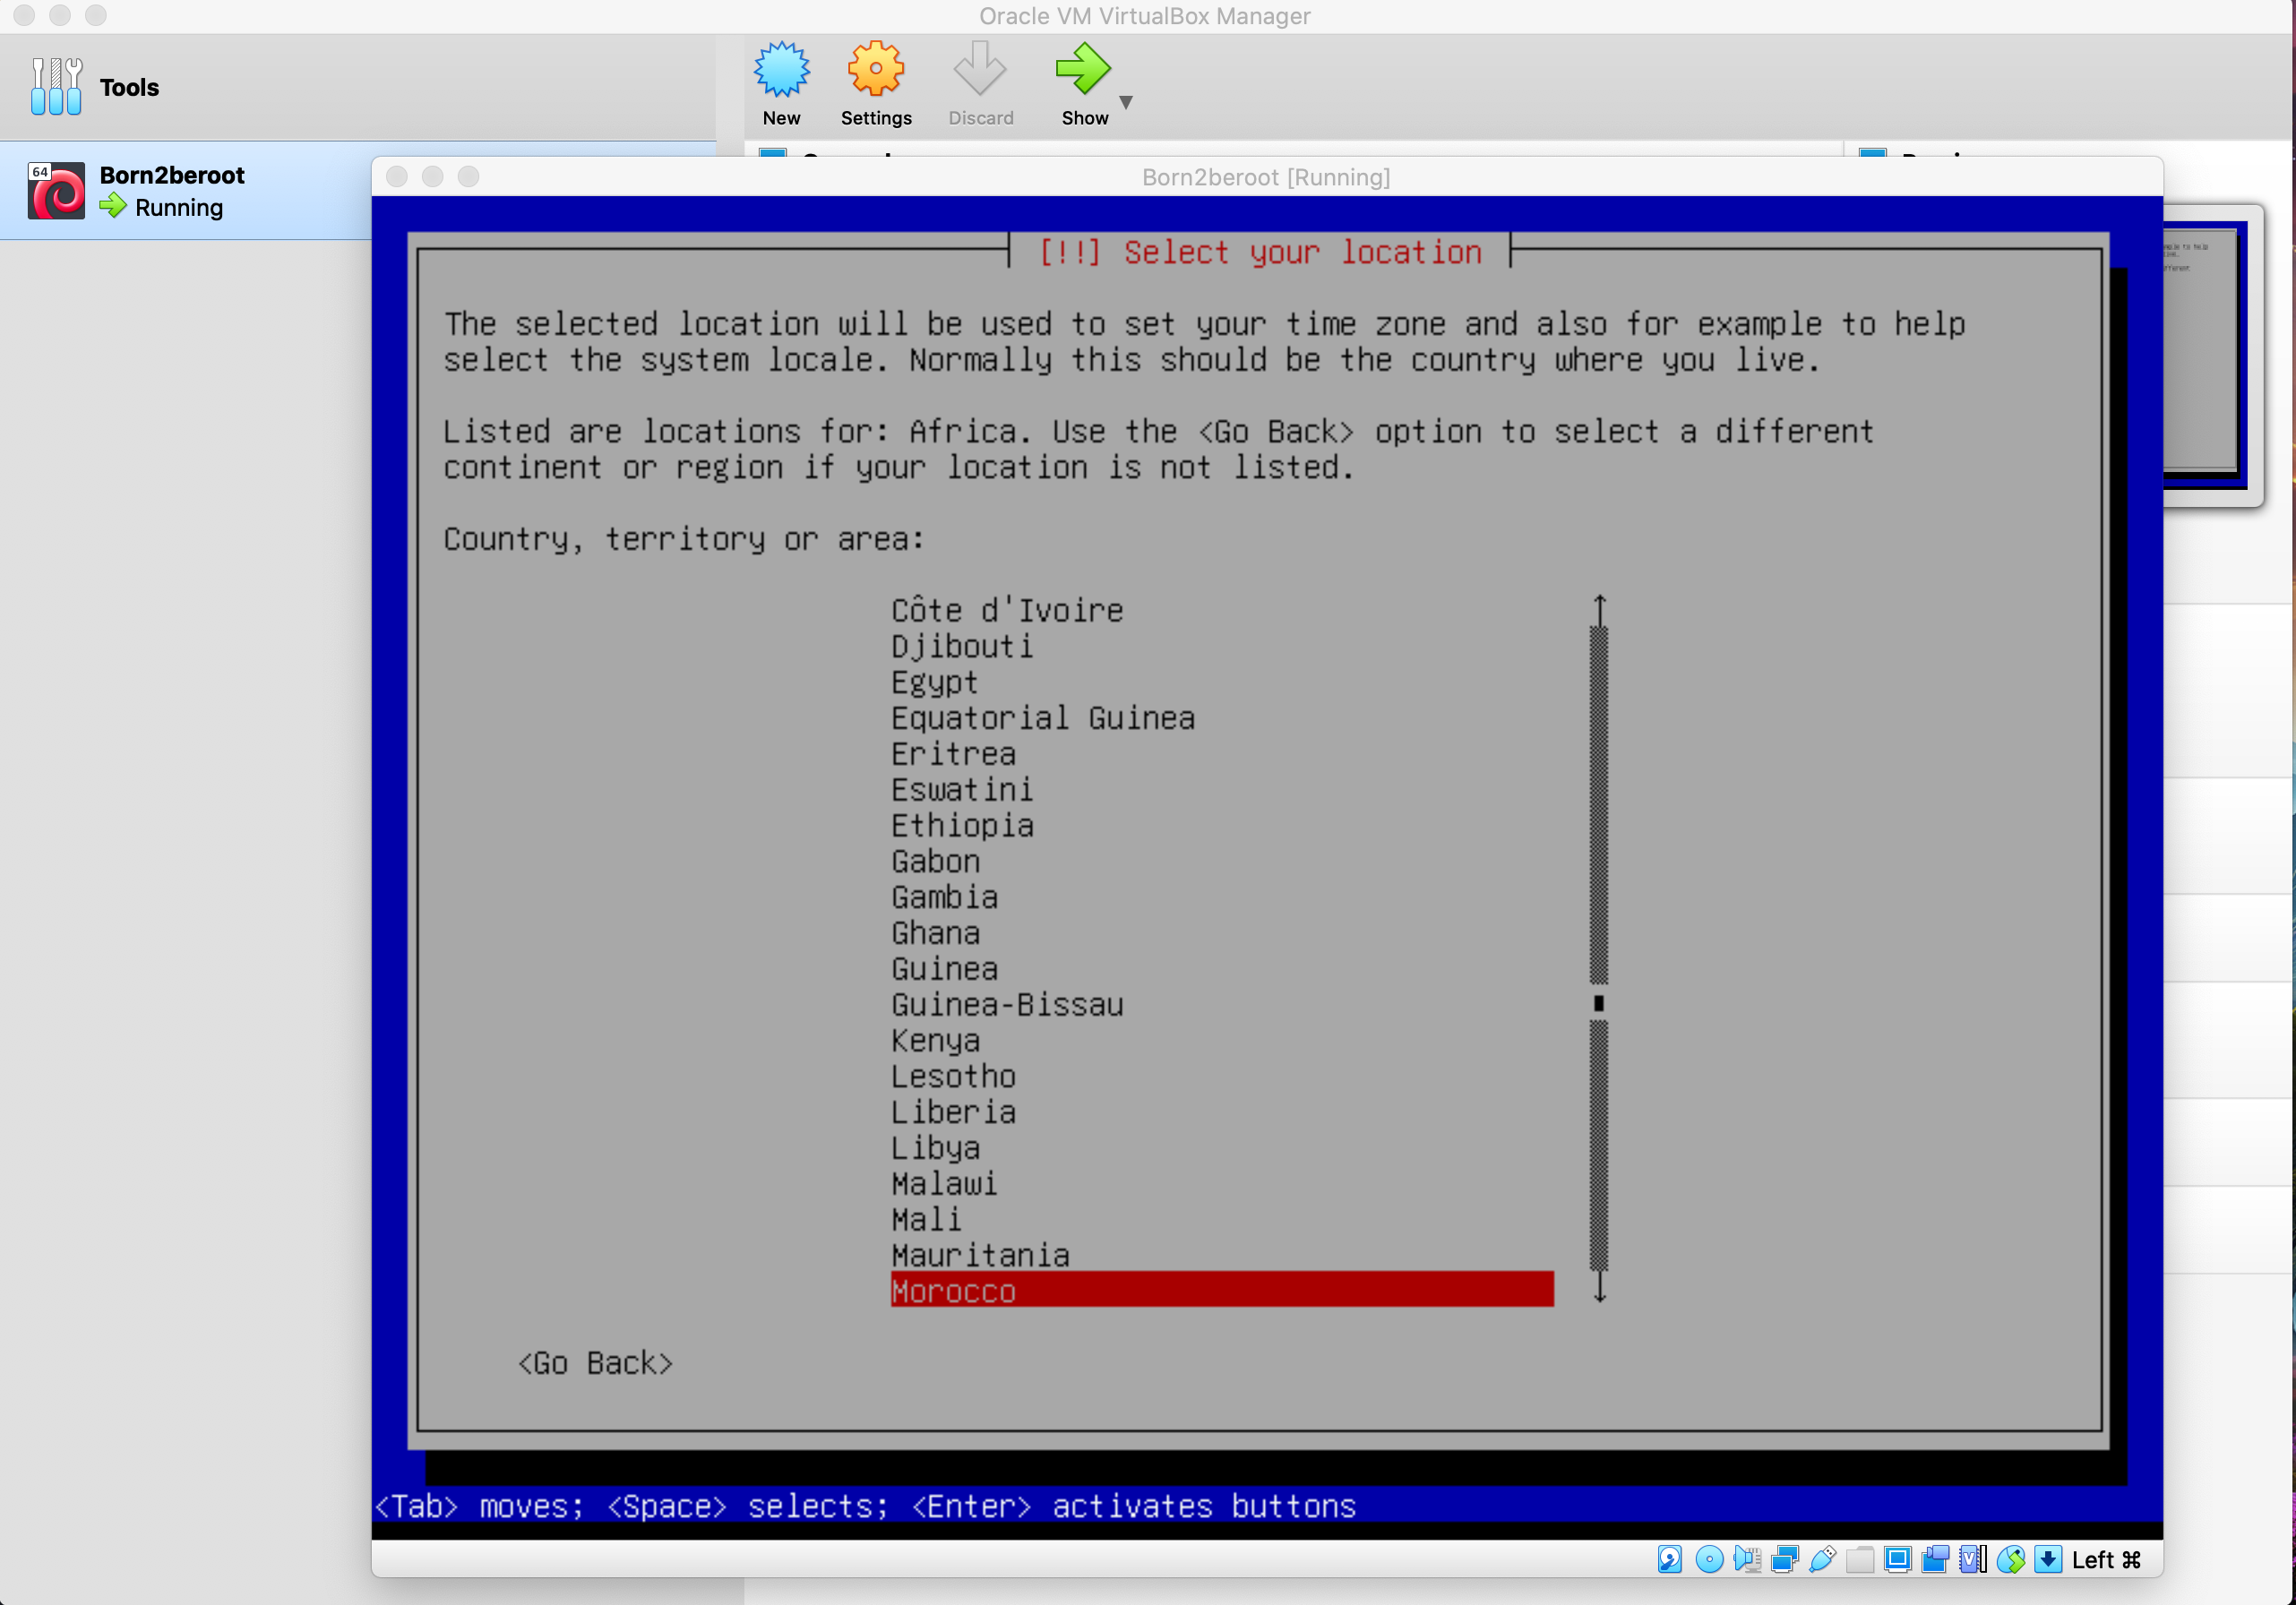 Oracle VM VirtualBox Manager
Tools
New
Settings
Discard
Show
64
Born2beroot
Running
Born2beroot [Running]
[!!] Select your location
The selected location will be used to set your time zone and also for example to help
select the system locale. Normally this should be the country where you live.
Listed are locations for: Africa. Use the <Go Back> option to select a different
continent or region if your location is not listed.
Country, territory or area:
Côte d'Ivoire
Djibouti
Egypt
Equatorial Guinea
Eritrea
Eswatini
Ethiopia
Gabon
Gambia
Ghana
Guinea
Guinea-Bissau
Kenya
Lesotho
Liberia
Libya
Malawi
Mali
Mauritania
Morocco
<Go Back>
<Tab> moves; <Space> selects; <Enter> activates buttons
Left ⌘